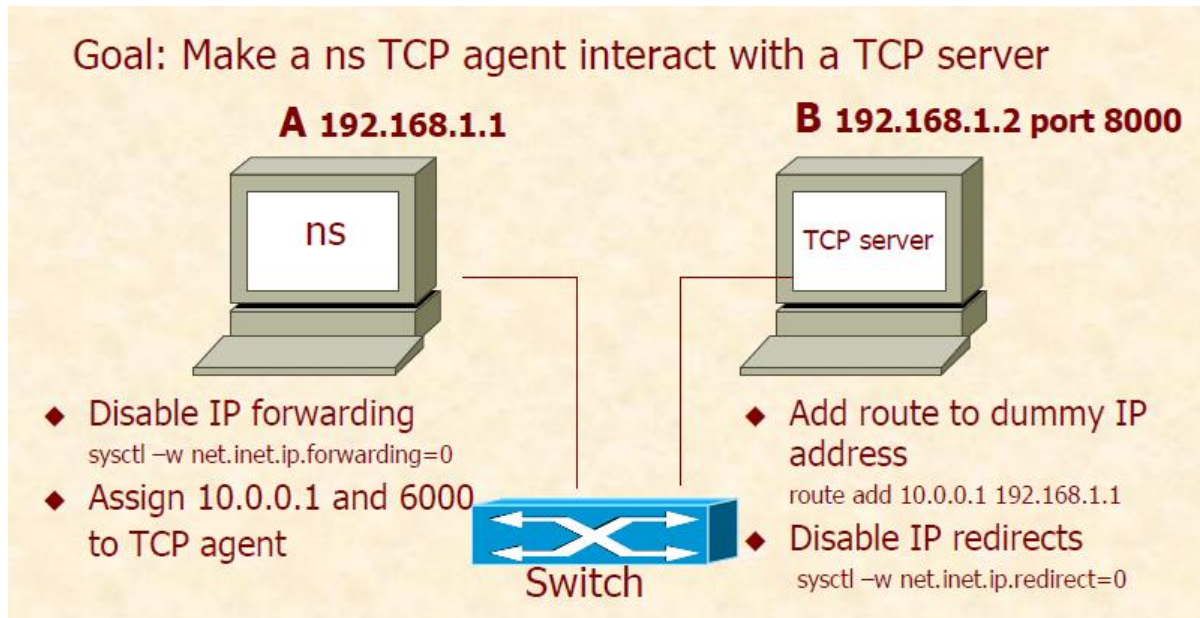 Goal: Make a ns TCP agent interact with a TCP server
A 192.168.1.1
B 192.168.1.2 port 8000
ns
TCP server
◆ Disable IP forwarding
sysctl –w net.inet.ip.forwarding=0
◆ Assign 10.0.0.1 and 6000
to TCP agent
Switch
◆ Add route to dummy IP
address
route add 10.0.0.1 192.168.1.1
◆ Disable IP redirects
sysctl –w net.inet.ip.redirect=0